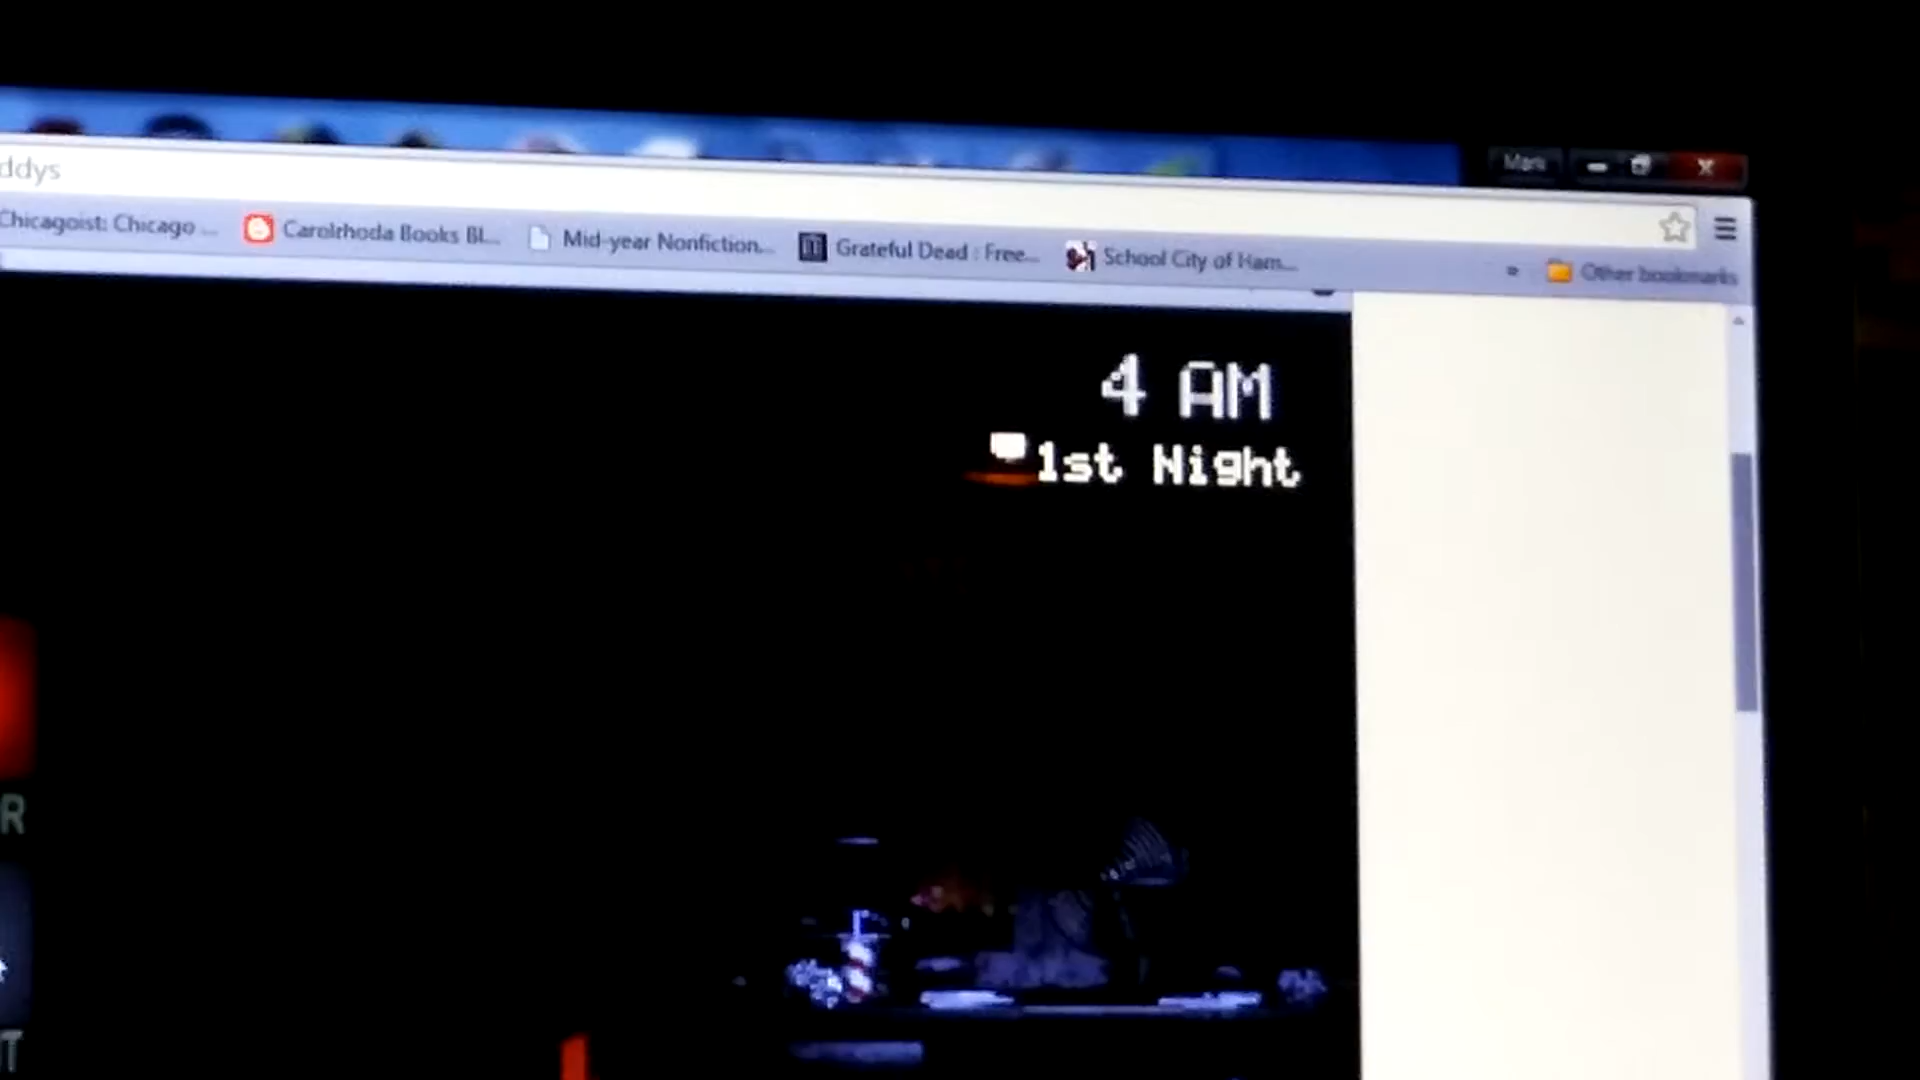 Mark
ddys
Chicagoist: Chicago ...
Carolrhoda Books Bl...
Mid-year Nonfiction...
Grateful Dead : Free...
School City of Ham...
» Other bookmarks
4 AM
1st Night
R
T